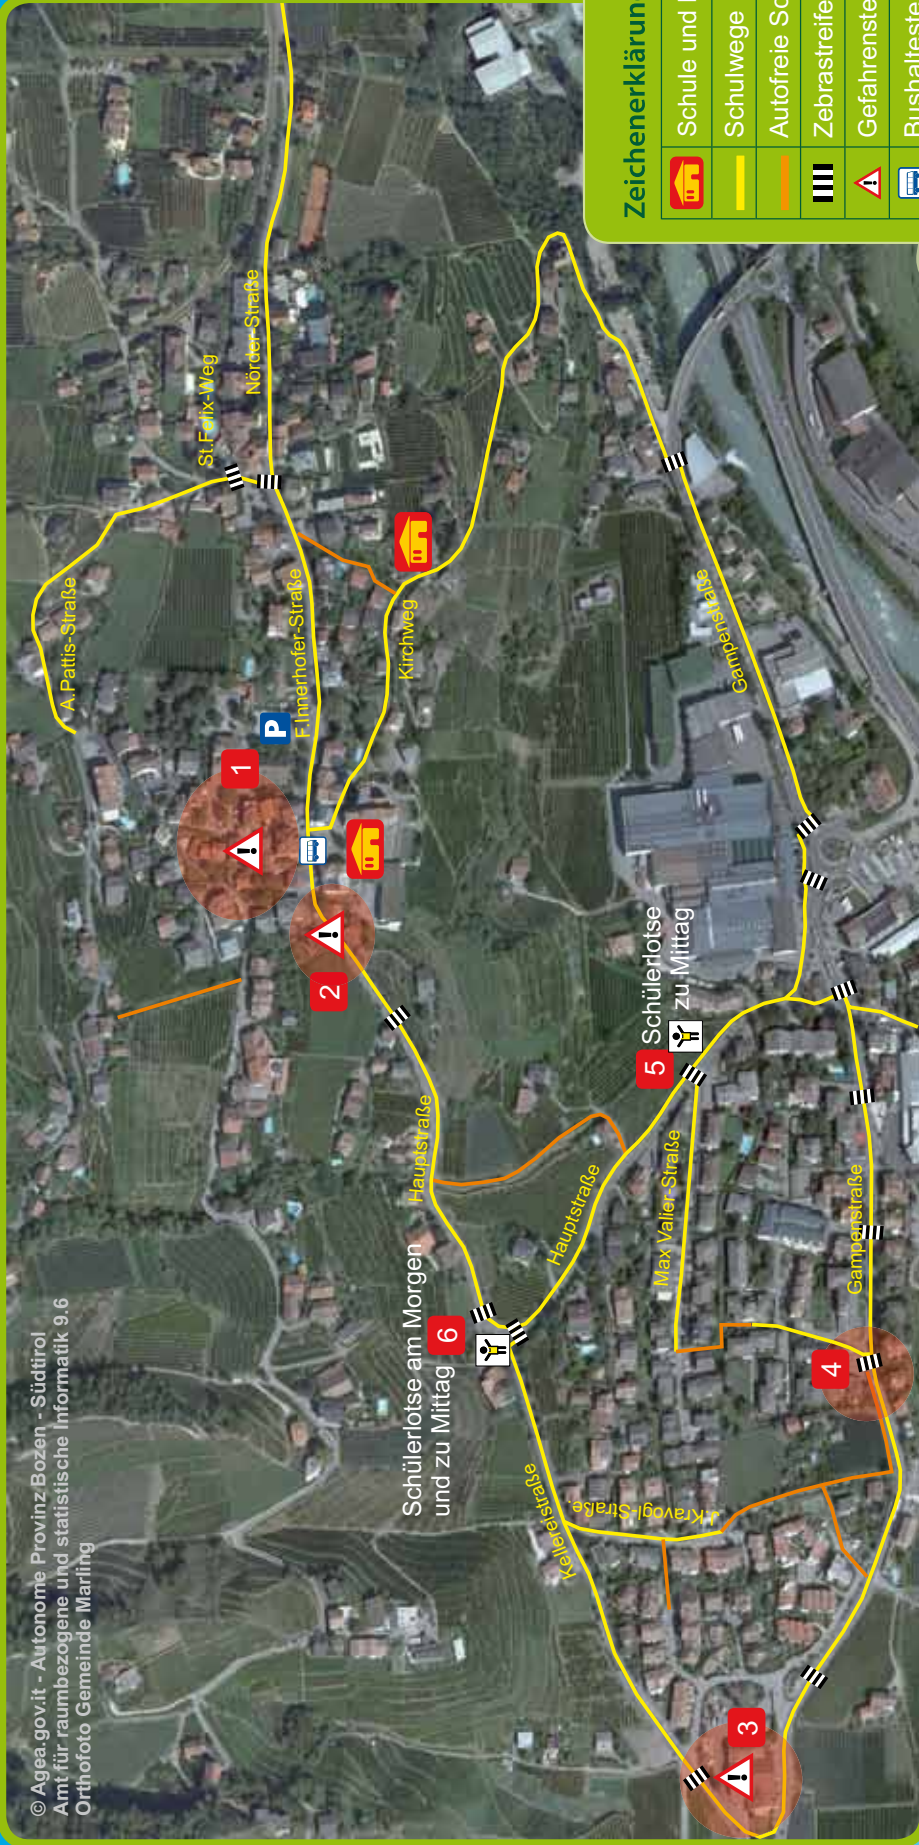 © Agea.gov.it - Autonome Provinz Bozen - Südtirol
Amt für raumbezogene und statistische Informatik 9.6
Orthofoto Gemeinde Marling
A.Pattis-Straße
St.Felix-Weg
Nörder-Straße
F.Innerhofer-Straße
P
1
Kirchweg
2
Hauptstraße
Schülerlotse am Morgen
und zu Mittag
6
Hauptstraße
Schülerlotse
zu Mittag
5
Max Valier-Straße
Kellereistraße
J.Kravogl-Straße.
Gampenstraße
Gampenstraße
4
3
Zeichenerklärun
Schule und
Schulwege
Autofreie Sc
Zebrastreife
Gefahrenste
Bushalteste